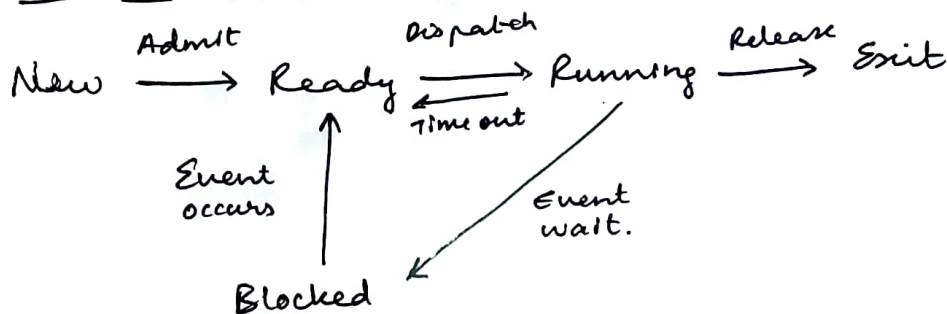 Admit Dispatch Release
New Ready Running Exit
Time out
Event occurs
Event wait.
Blocked